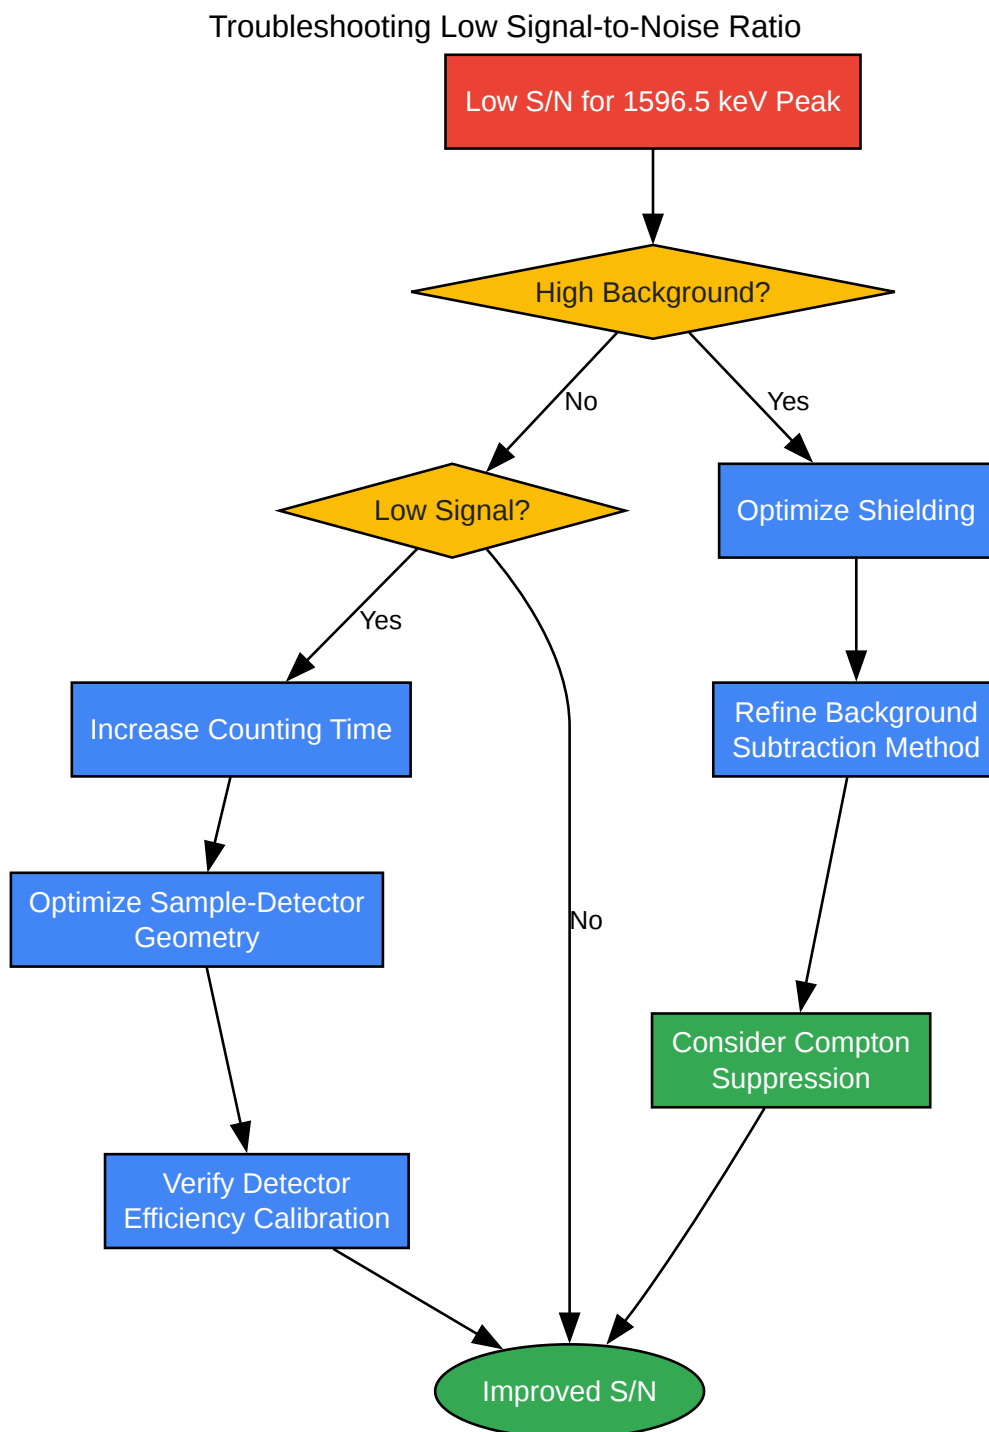 Troubleshooting Low Signal-to-Noise Ratio
Low S/N for 1596.5 keV Peak
High Background?
No
Yes
Low Signal?
Optimize Shielding
Yes
Increase Counting Time
Refine Background
Subtraction Method
Optimize Sample-Detector
Geometry
No
Consider Compton
Suppression
Verify Detector
Efficiency Calibration
Improved S/N